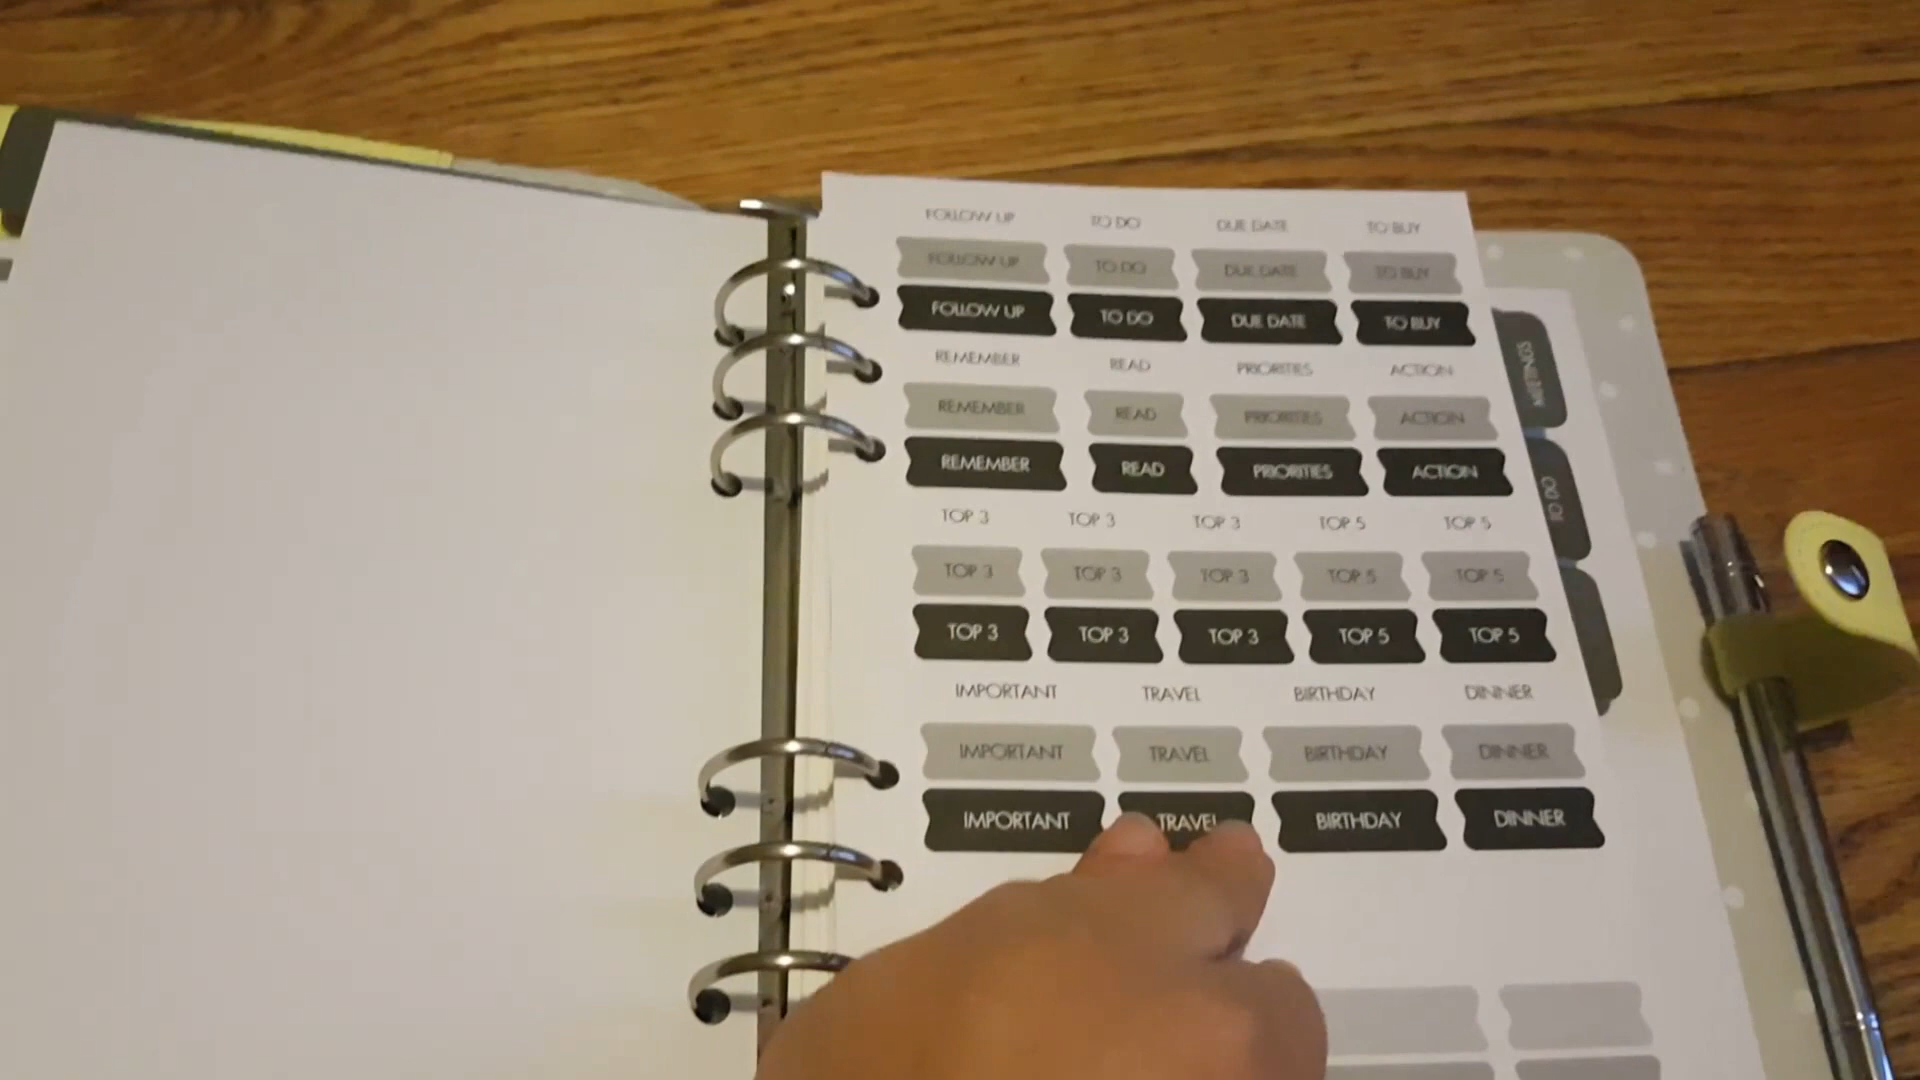 FOLLOW UP TO DO DUE DATE TO BUY
FOLLOW UP TO DO DUE DATE TO BUY
FOLLOW UP TO DO DUE DATE TO BUY
REMEMBER READ PRIORITIES ACTION
REMEMBER READ PRIORITIES ACTION
REMEMBER READ PRIORITIES ACTION
TOP 3 TOP 3 TOP 3 TOP 5 TOP 5
TOP 3 TOP 3 TOP 3 TOP 5 TOP 5
TOP 3 TOP 3 TOP 3 TOP 5 TOP 5
IMPORTANT TRAVEL BIRTHDAY DINNER
IMPORTANT TRAVEL BIRTHDAY DINNER
IMPORTANT TRAVEL BIRTHDAY DINNER
MEETINGS
TO DO